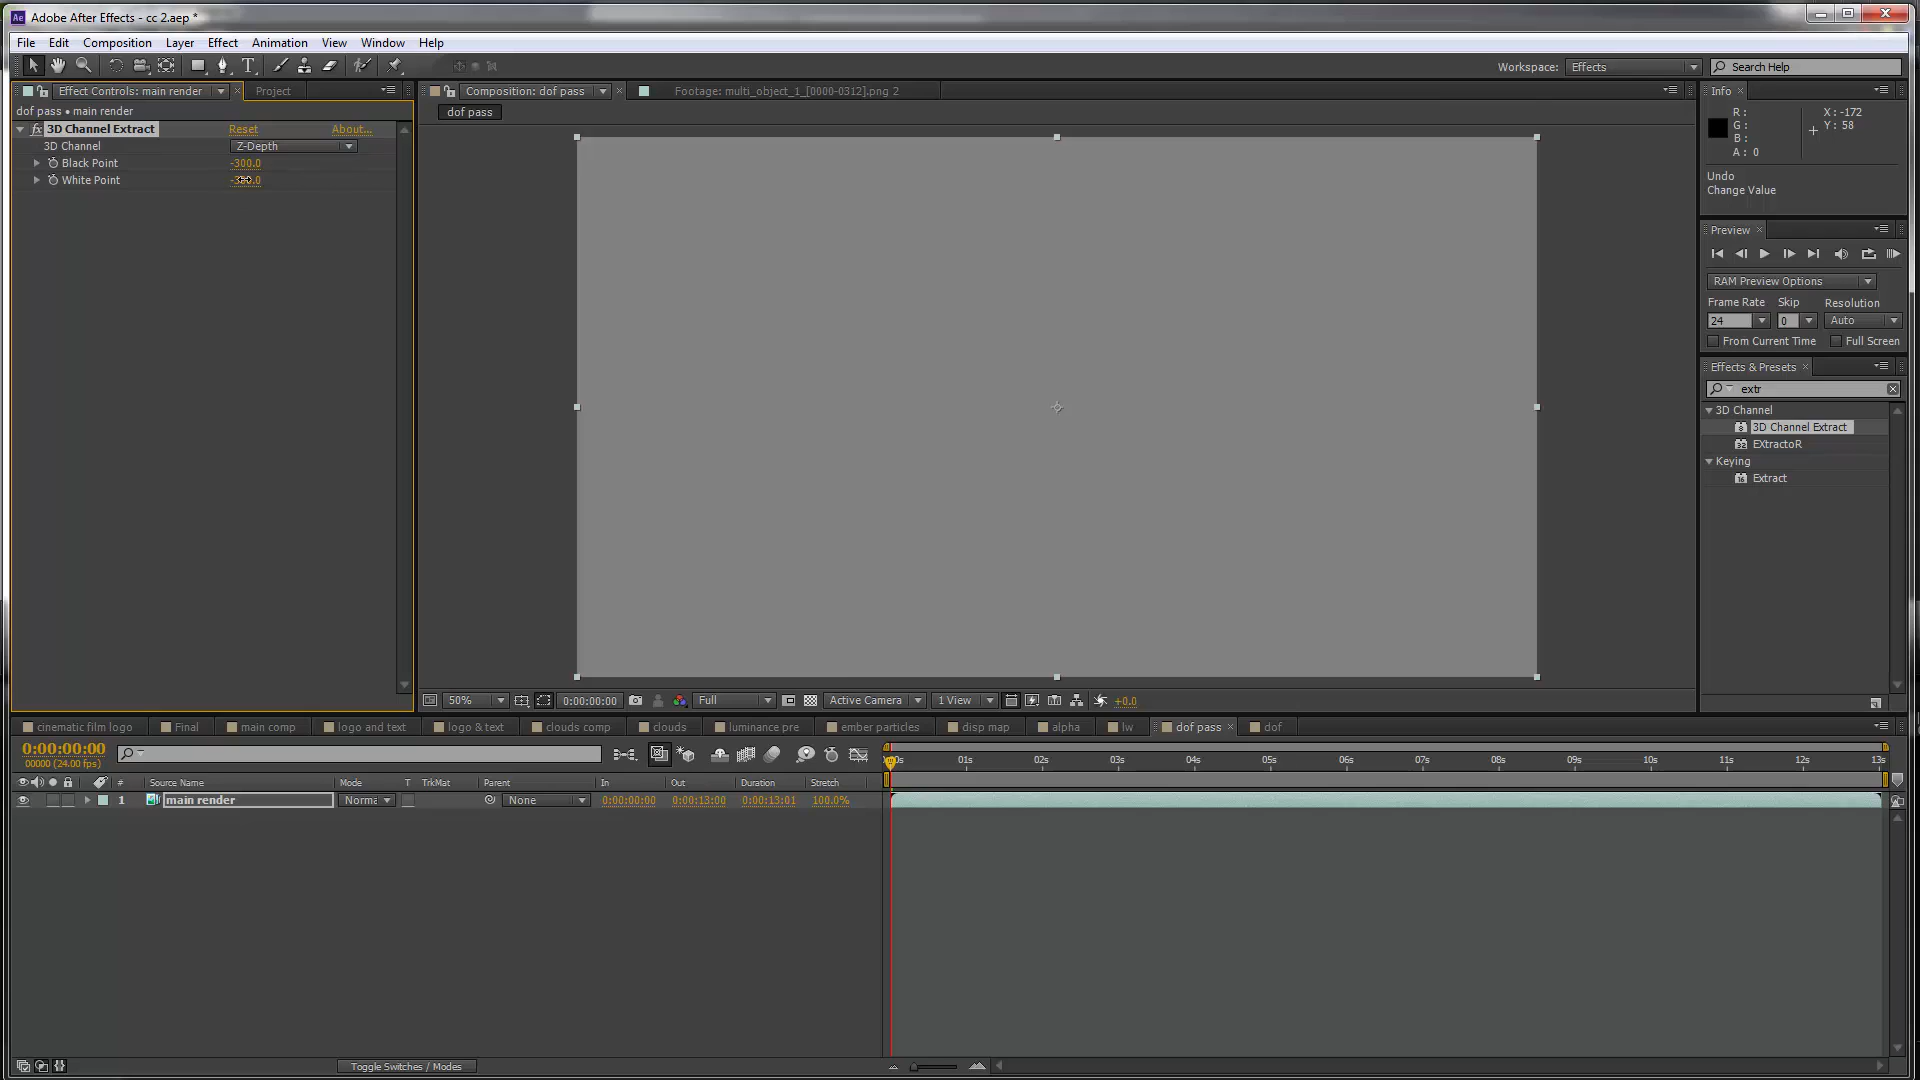 Adobe After Effects - cc 2.aep *
File Edit Composition Layer Effect Animation View Window Help
Workspace: Effects Search Help
Effect Controls: main render Project
dof pass • main render
3D Channel Extract Reset About...
3D Channel Z-Depth
Black Point -300.0
White Point
Composition: dof pass Footage: multi_object_1_[0000-0312].png 2
dof pass
50% 0:00:00:00 Full Active Camera 1 View +0.0
Info
R: X: -172
G: Y: 58
B:
A: 0
Undo
Change Value
Preview
RAM Preview Options
Frame Rate Skip Resolution
24 0 Auto
From Current Time Full Screen
Effects & Presets
extr
3D Channel
3D Channel Extract
EXtractoR
Keying
Extract
cinematic film logo Final main comp logo and text logo & text clouds comp clouds luminance pre ember particles disp map alpha lw dof pass dof
0:00:00:00
00000 (24.00 fps)
# Source Name Mode T TrkMat Parent In Out Duration Stretch
1 main render Norma None 0:00:00:00 0:00:13:00 0:00:13:01 100.0%
01s 02s 03s 04s 05s 06s 07s 08s 09s 10s 11s 12s 13s
Toggle Switches / Modes